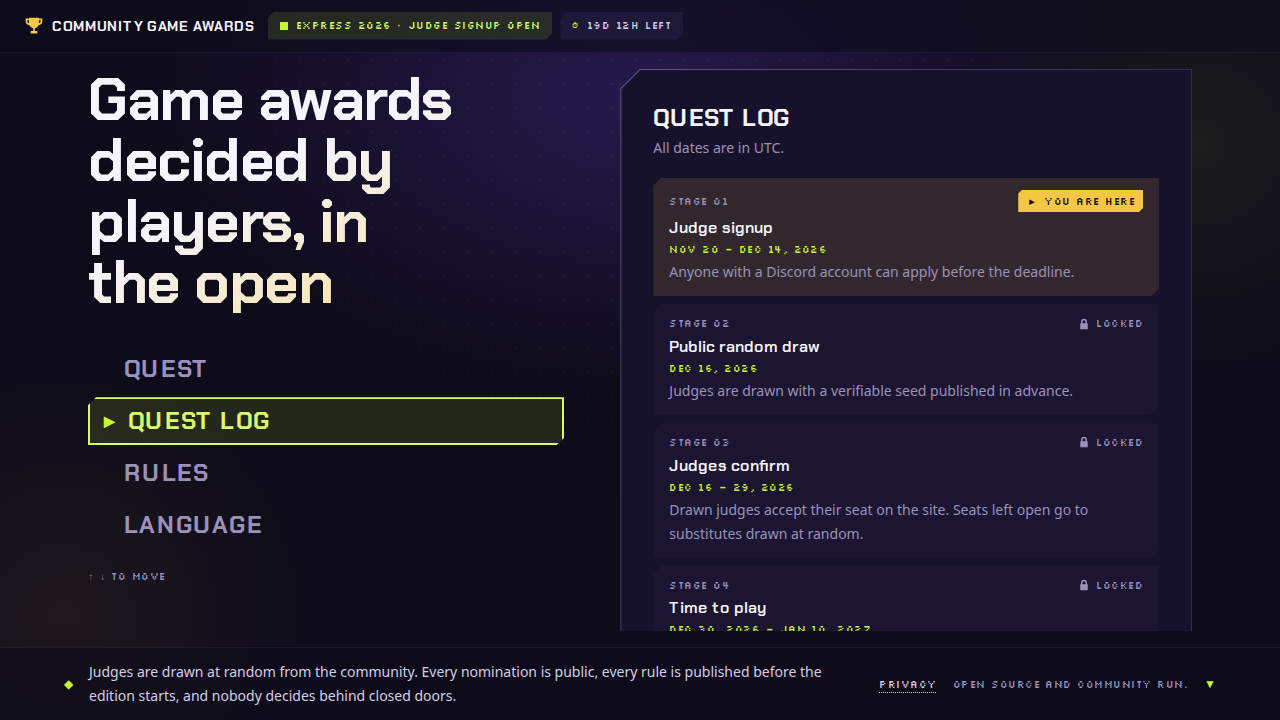 COMMUNITY GAME AWARDS
EXPRESS 2026 · JUDGE SIGNUP OPEN
19D 12H LEFT
Game awards
decided by
players, in
the open
QUEST
▶ QUEST LOG
RULES
LANGUAGE
↑ ↓ TO MOVE
QUEST LOG
All dates are in UTC.
STAGE 01
▶ YOU ARE HERE
Judge signup
NOV 20 – DEC 14, 2026
Anyone with a Discord account can apply before the deadline.
STAGE 02
LOCKED
Public random draw
DEC 15, 2026
Judges are drawn with a verifiable seed published in advance.
STAGE 03
LOCKED
Judges confirm
DEC 16 – 29, 2026
Drawn judges accept their seat on the site. Seats left open go to
substitutes drawn at random.
STAGE 04
LOCKED
Time to play
DEC 30, 2026 – JAN 10, 2027
Judges are drawn at random from the community. Every nomination is public, every rule is published before the
edition starts, and nobody decides behind closed doors.
PRIVACY
OPEN SOURCE AND COMMUNITY RUN.